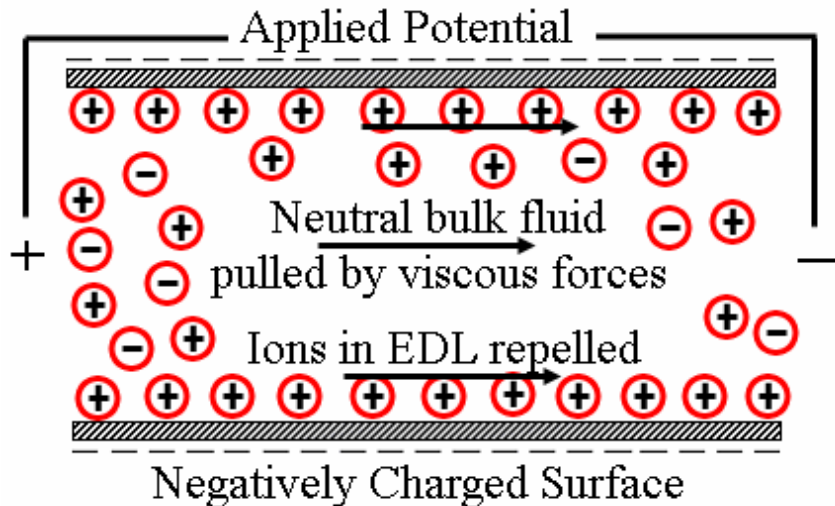 Applied Potential
Neutral bulk fluid
pulled by viscous forces
+
−
Ions in EDL repelled
Negatively Charged Surface